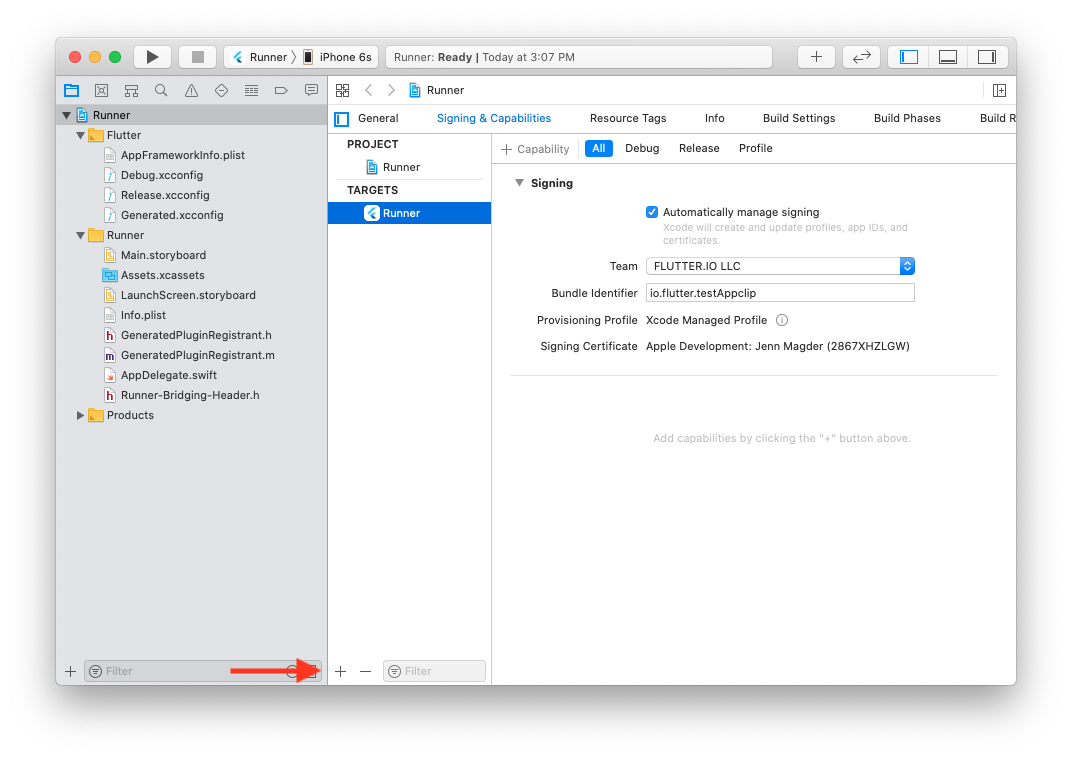 Runner iPhone 6s Runner: Ready | Today at 3:07 PM
Runner
General Signing & Capabilities Resource Tags Info Build Settings Build Phases Build R
Runner
Flutter
AppFrameworkInfo.plist
Debug.xcconfig
Release.xcconfig
Generated.xcconfig
Runner
Main.storyboard
Assets.xcassets
LaunchScreen.storyboard
Info.plist
GeneratedPluginRegistrant.h
GeneratedPluginRegistrant.m
AppDelegate.swift
Runner-Bridging-Header.h
Products
Filter
PROJECT
Runner
TARGETS
Runner
Filter
+ Capability All Debug Release Profile
Signing
Automatically manage signing
Xcode will create and update profiles, app IDs, and
certificates.
Team FLUTTER.IO LLC
Bundle Identifier io.flutter.testAppclip
Provisioning Profile Xcode Managed Profile
Signing Certificate Apple Development: Jenn Magder (2867XHZLGW)
Add capabilities by clicking the "+" button above.